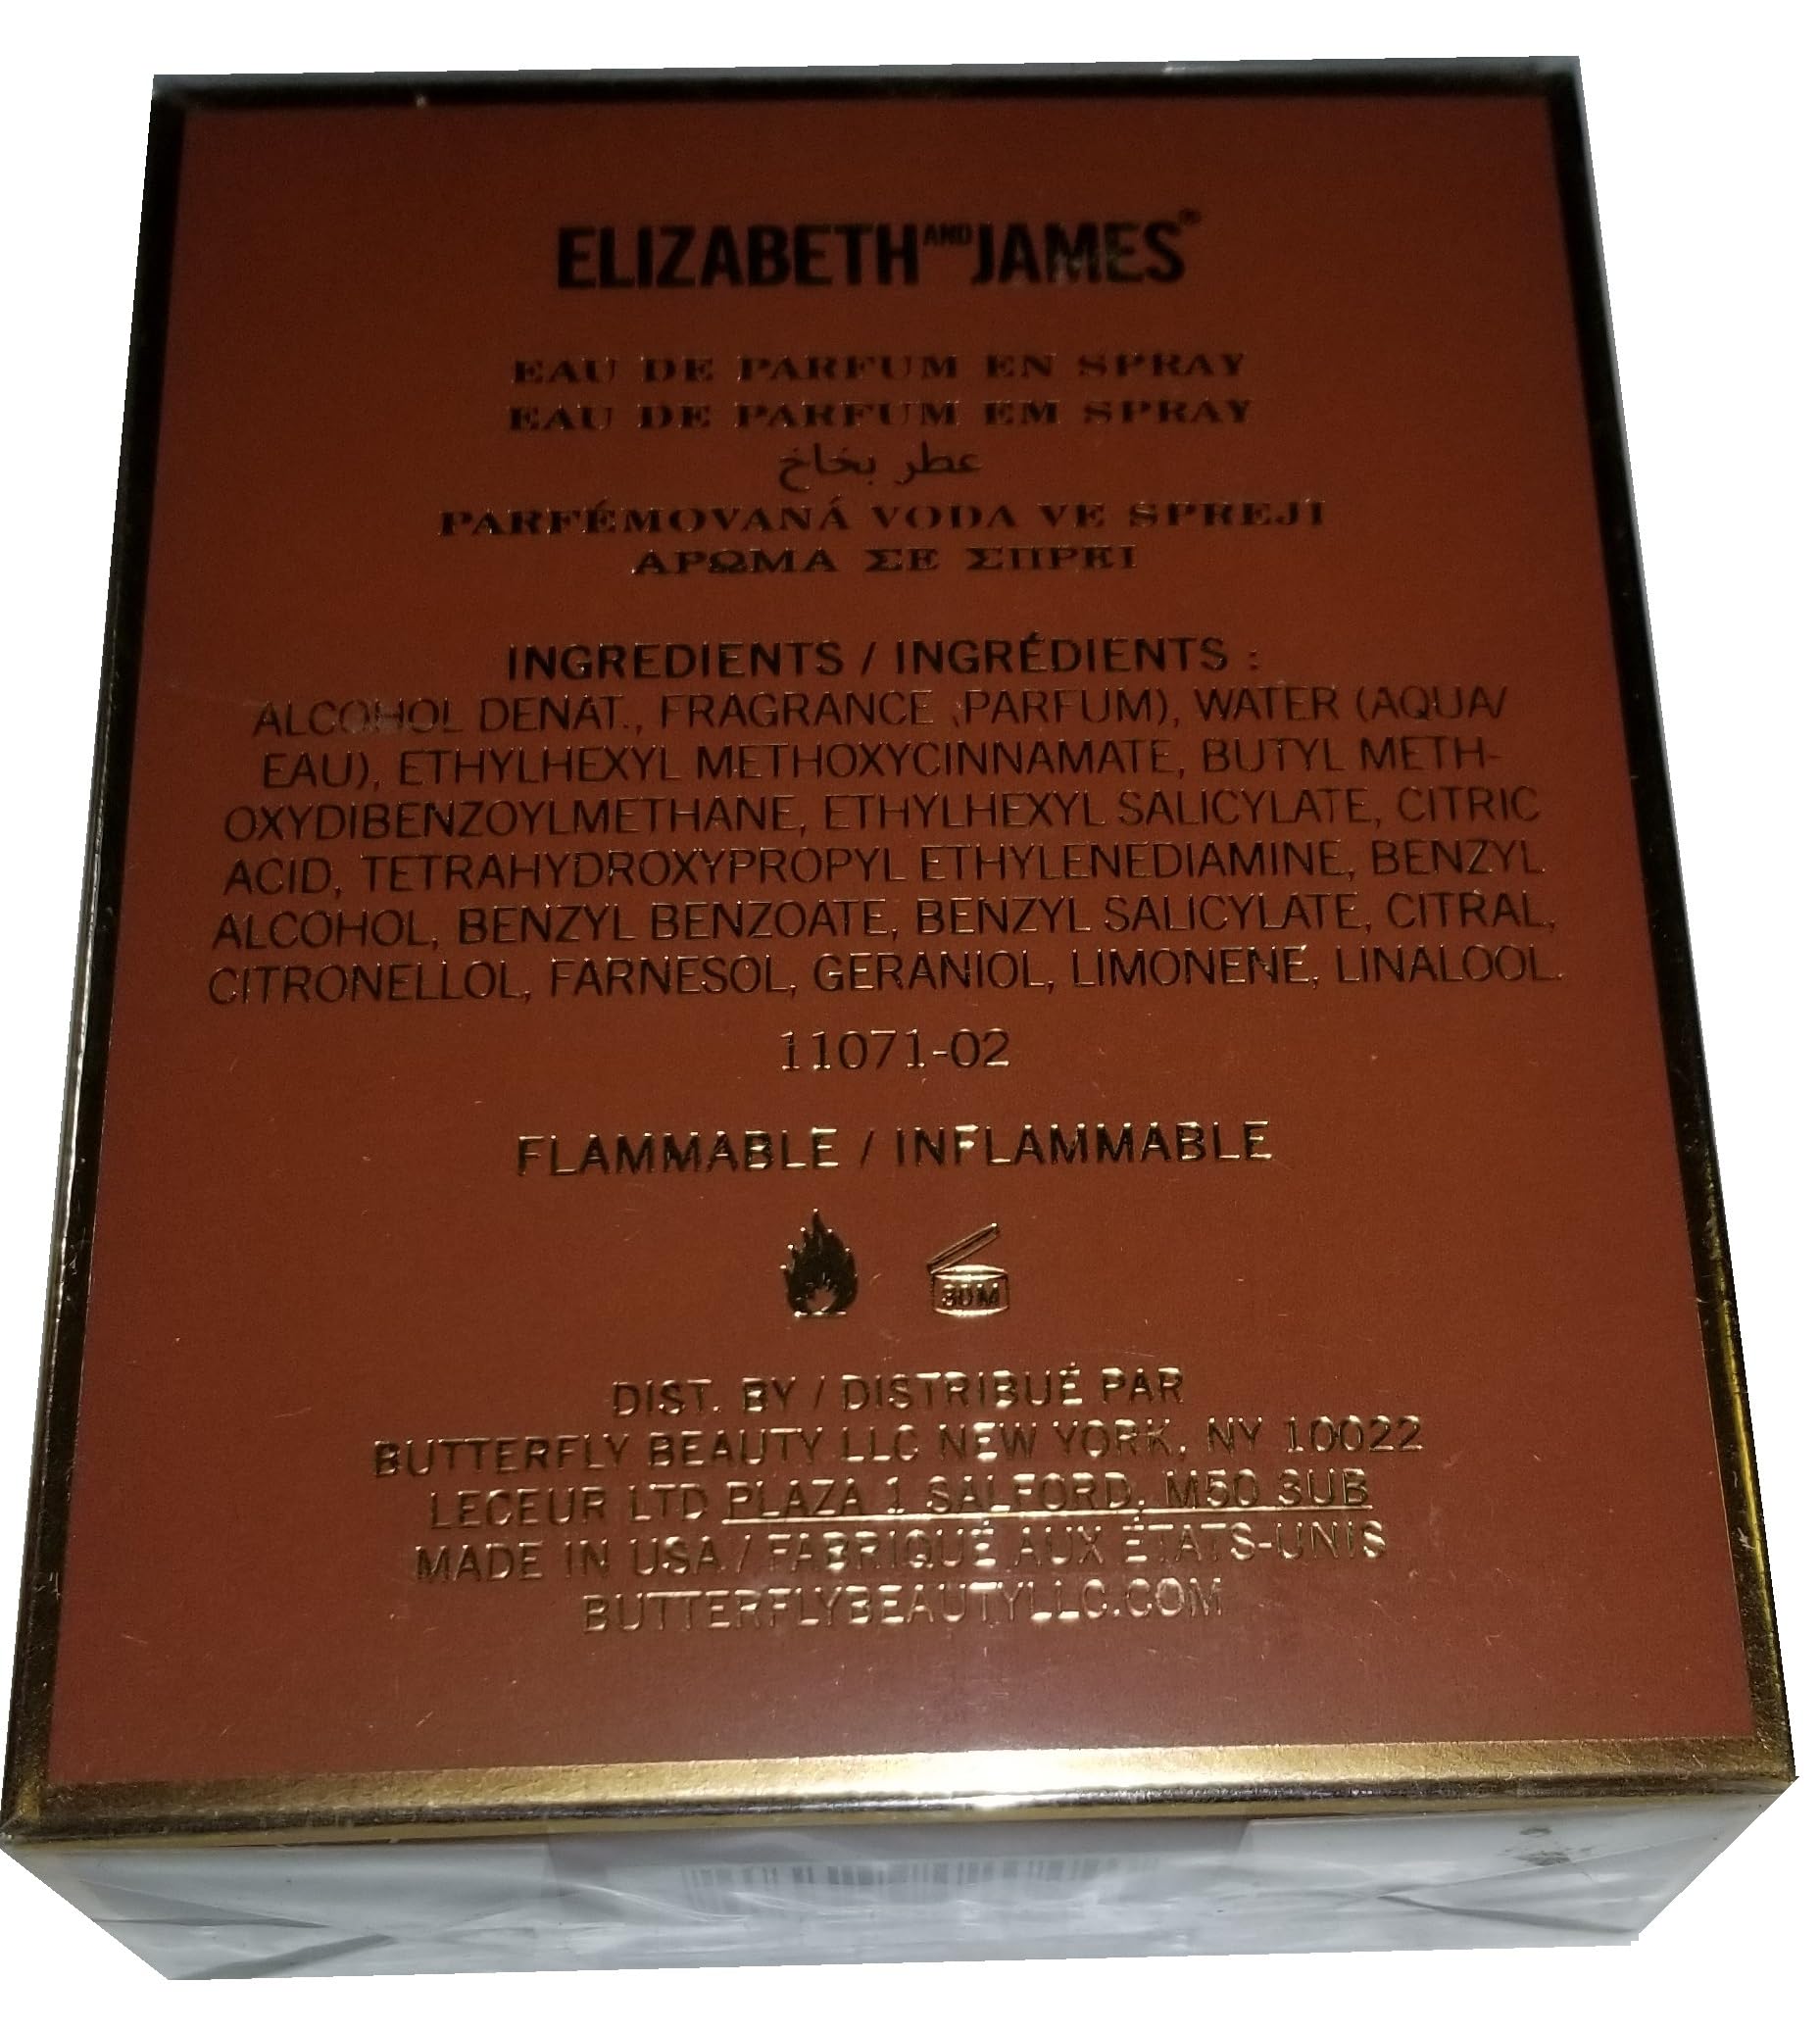 ELIZABETH AND JAMES®
EAU DE PARFUM EN SPRAY
EAU DE PARFUM EM SPRAY
عطر بخاخ
PARFÉMOVANÁ VODA VE SPREJI
ΑΡΩΜΑ ΣΕ ΣΠΡΕΙ
INGREDIENTS / INGRÉDIENTS :
ALCOHOL DENAT., FRAGRANCE (PARFUM), WATER (AQUA/
EAU), ETHYLHEXYL METHOXYCINNAMATE, BUTYL METH-
OXYDIBENZOYLMETHANE, ETHYLHEXYL SALICYLATE, CITRIC
ACID, TETRAHYDROXYPROPYL ETHYLENEDIAMINE, BENZYL
ALCOHOL, BENZYL BENZOATE, BENZYL SALICYLATE, CITRAL,
CITRONELLOL, FARNESOL, GERANIOL, LIMONENE, LINALOOL.
11071-02
FLAMMABLE / INFLAMMABLE
30M
DIST. BY / DISTRIBUÉ PAR
BUTTERFLY BEAUTY LLC NEW YORK, NY 10022
LECEUR LTD PLAZA 1 SALFORD, M50 3UB
MADE IN USA / FABRIQUÉ AUX ÉTATS-UNIS
BUTTERFLYBEAUTYLLC.COM